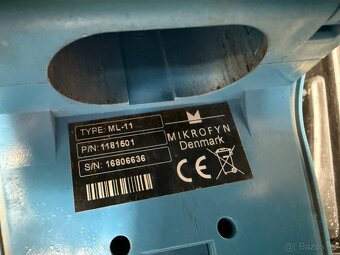 TYPE: ML-11
P/N: 1181501
S/N: 16806636
MIKROFYN
Denmark
CE